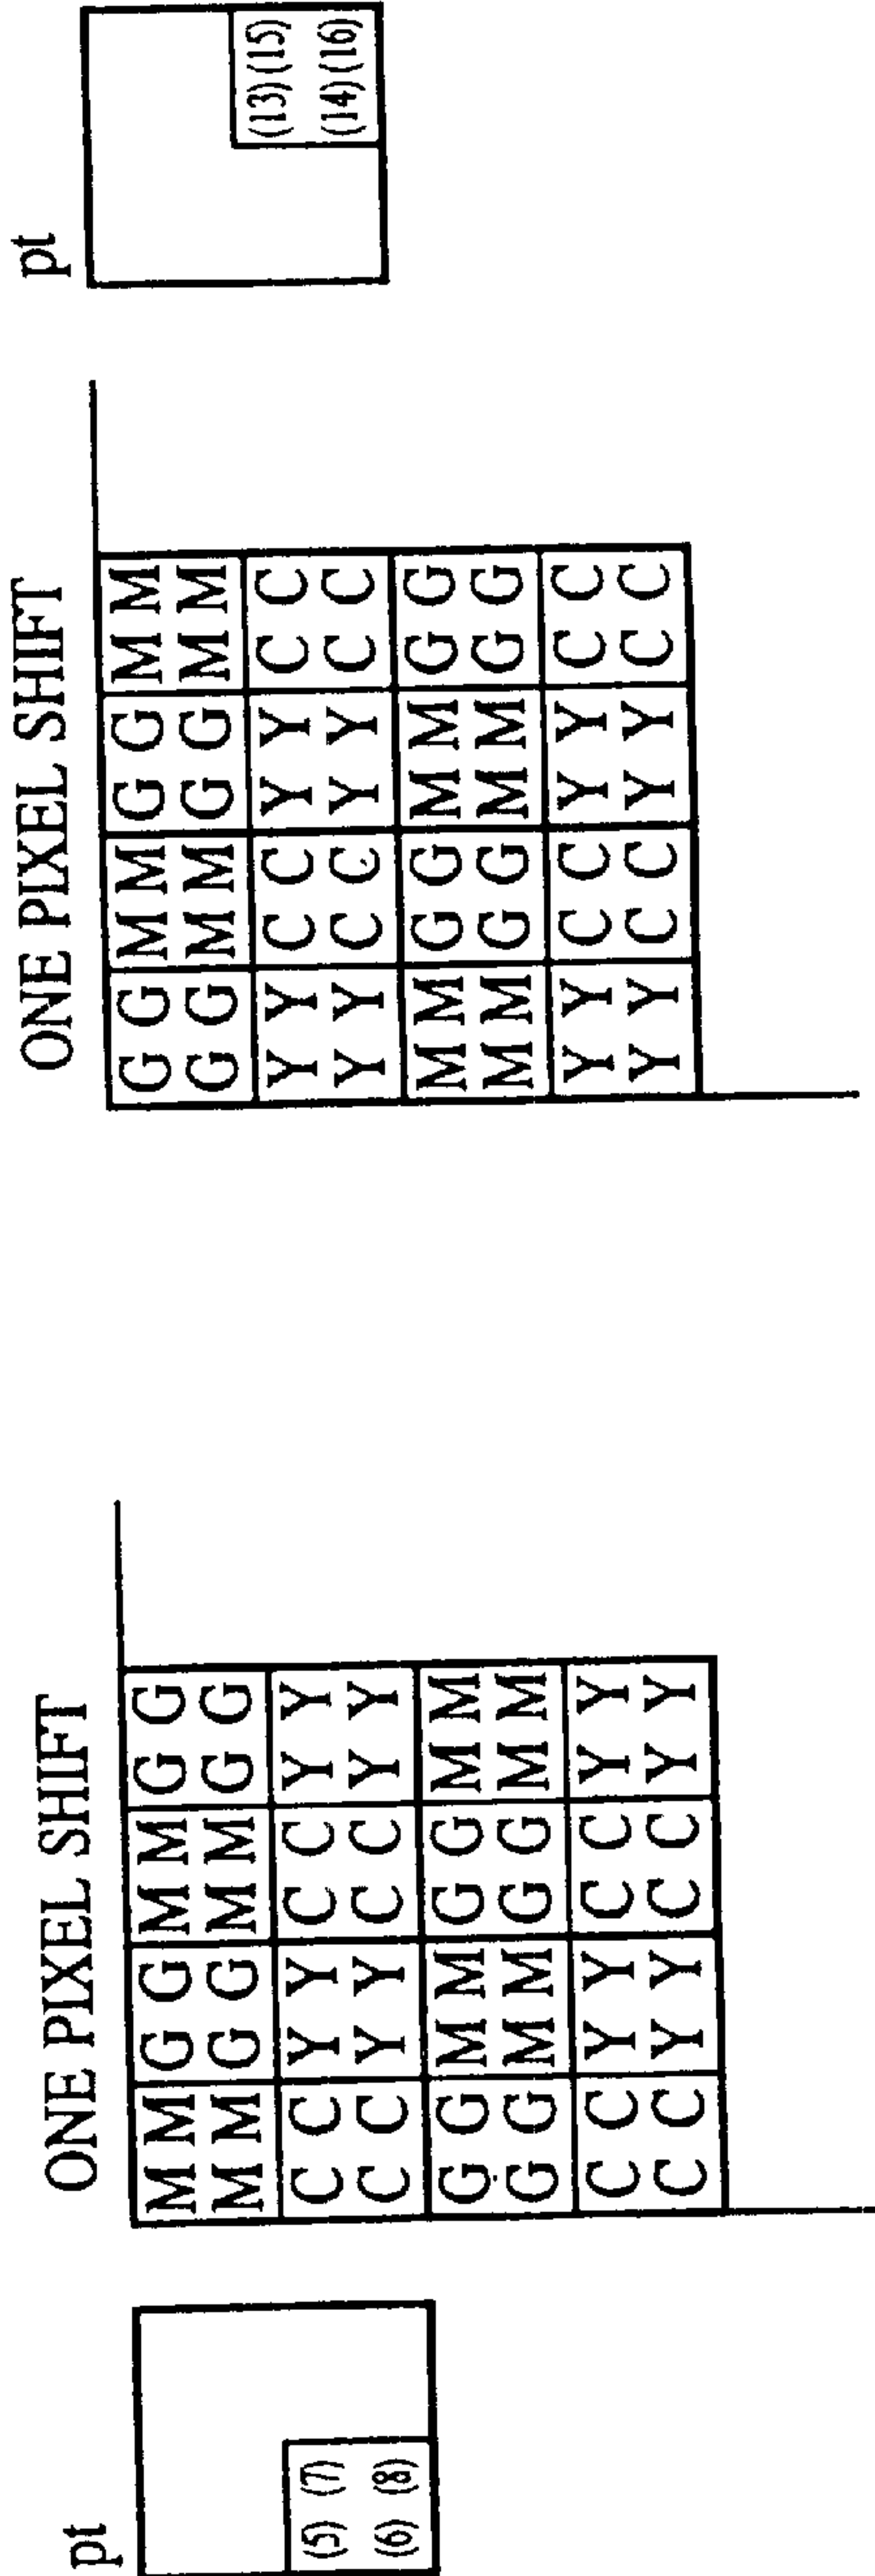 pt
(5) (7)
(6) (8)
ONE PIXEL SHIFT
M M G G M M G G
M M G G M M G G
C C Y Y C C Y Y
C C Y Y C C Y Y
G G M M G G M M
G G M M G G M M
C C Y Y C C Y Y
C C Y Y C C Y Y
ONE PIXEL SHIFT
G G M M G G M M
G G M M G G M M
Y Y C C Y Y C C
Y Y C C Y Y C C
M M G G M M G G
M M G G M M G G
Y Y C C Y Y C C
Y Y C C Y Y C C
pt
(13) (15)
(14) (16)